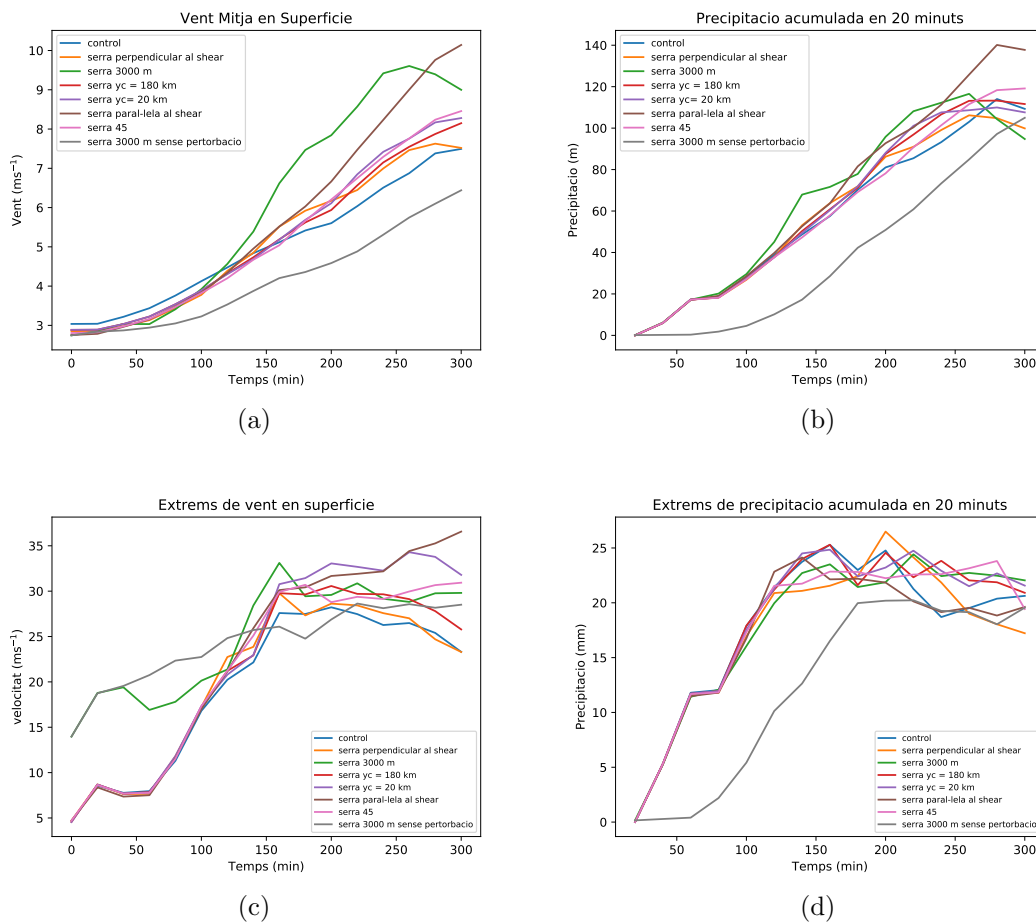 Vent Mitja en Superficie
Vent (ms⁻¹)
10
9
8
7
6
5
4
3
control
serra perpendicular al shear
serra 3000 m
serra yc = 180 km
serra yc= 20 km
serra paral-lela al shear
serra 45
serra 3000 m sense pertorbacio
0 50 100 150 200 250 300
Temps (min)
(a)
Precipitacio acumulada en 20 minuts
Precipitacio (m)
140
120
100
80
60
40
20
0
control
serra perpendicular al shear
serra 3000 m
serra yc = 180 km
serra yc= 20 km
serra paral-lela al shear
serra 45
serra 3000 m sense pertorbacio
50 100 150 200 250 300
Temps (min)
(b)
Extrems de vent en superficie
velocitat (ms⁻¹)
35
30
25
20
15
10
5
control
serra perpendicular al shear
serra 3000 m
serra yc = 180 km
serra yc = 20 km
serra paral-lela al shear
serra 45
serra 3000 m sense pertorbacio
0 50 100 150 200 250 300
Temps (min)
(c)
Extrems de precipitacio acumulada en 20 minuts
Precipitacio (mm)
25
20
15
10
5
0
control
serra perpendicular al shear
serra 3000 m
serra yc = 180 km
serra yc = 20 km
serra paral-lela al shear
serra 45
serra 3000 m sense pertorbacio
50 100 150 200 250 300
Temps (min)
(d)